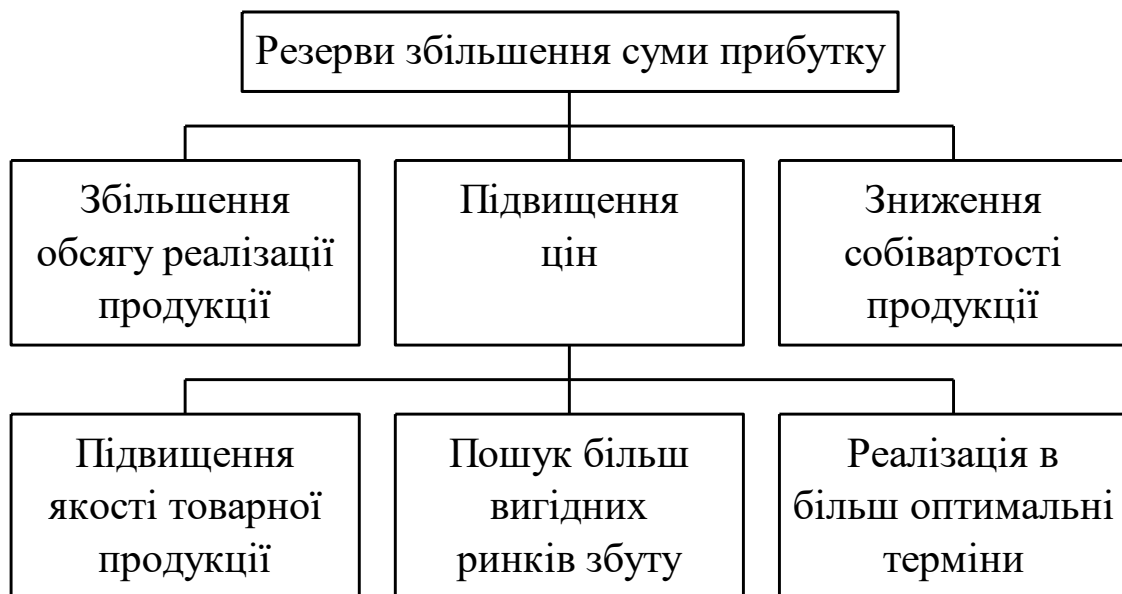 Резерви збільшення суми прибутку
Збільшення
обсягу реалізації
продукції
Підвищення
цін
Зниження
собівартості
продукції
Підвищення
якості товарної
продукції
Пошук більш
вигідних
ринків збуту
Реалізація в
більш оптимальні
терміни